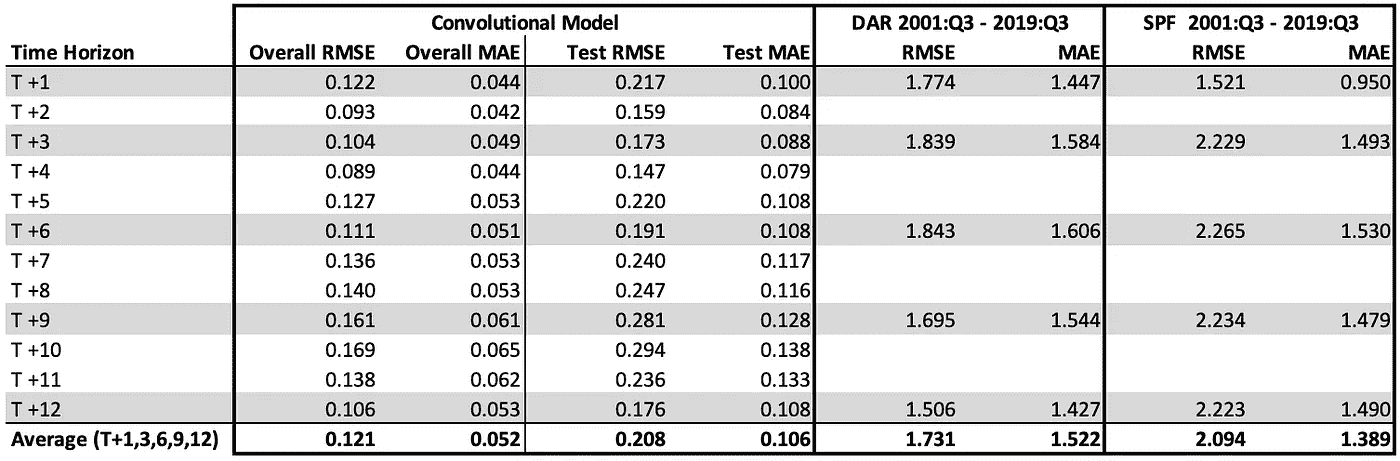 Convolutional Model DAR 2001:Q3 - 2019:Q3 SPF 2001:Q3 - 2019:Q3
Time Horizon Overall RMSE Overall MAE Test RMSE Test MAE RMSE MAE RMSE MAE
T +1 0.122 0.044 0.217 0.100 1.774 1.447 1.521 0.950
T +2 0.093 0.042 0.159 0.084
T +3 0.104 0.049 0.173 0.088 1.839 1.584 2.229 1.493
T +4 0.089 0.044 0.147 0.079
T +5 0.127 0.053 0.220 0.108
T +6 0.111 0.051 0.191 0.108 1.843 1.606 2.265 1.530
T +7 0.136 0.053 0.240 0.117
T +8 0.140 0.053 0.247 0.116
T +9 0.161 0.061 0.281 0.128 1.695 1.544 2.234 1.479
T +10 0.169 0.065 0.294 0.138
T +11 0.138 0.062 0.236 0.133
T +12 0.106 0.053 0.176 0.108 1.506 1.427 2.223 1.490
Average (T+1,3,6,9,12) 0.121 0.052 0.208 0.106 1.731 1.522 2.094 1.389